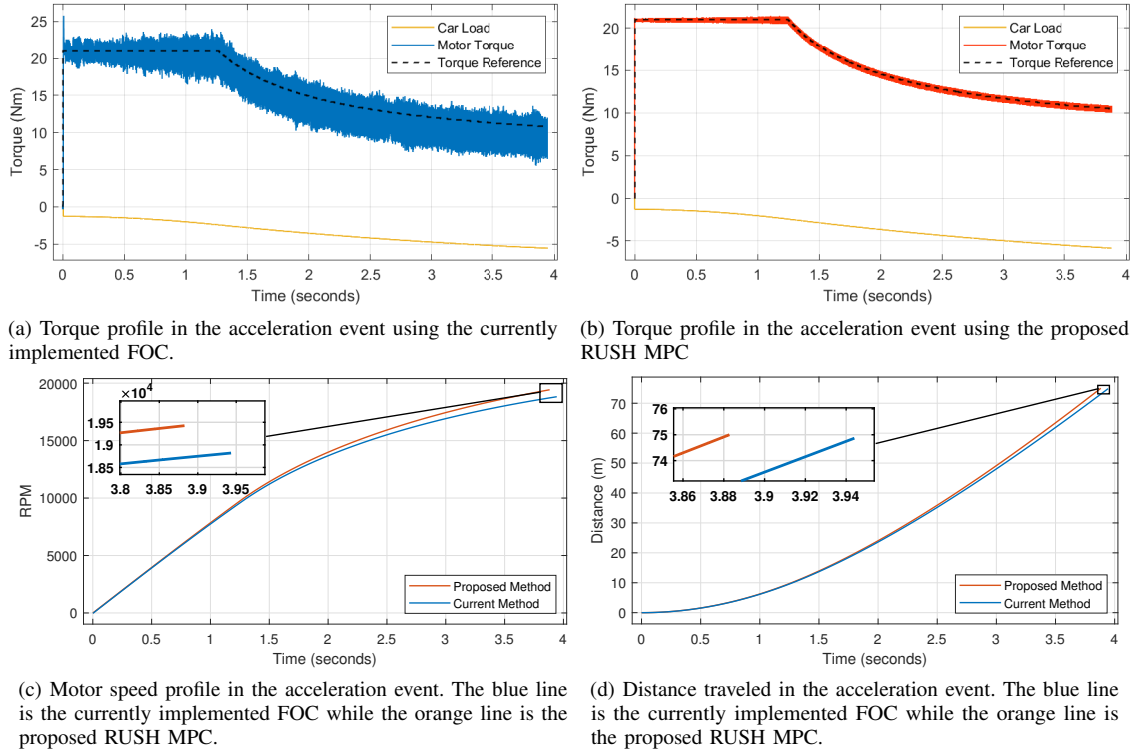 25
20
15
10
5
0
-5
Torque (Nm)
Car Load
Motor Torque
Torque Reference
0 0.5 1 1.5 2 2.5 3 3.5 4
Time (seconds)
20
15
10
5
0
-5
Torque (Nm)
Car Load
Motor Torque
Torque Reference
0 0.5 1 1.5 2 2.5 3 3.5 4
Time (seconds)
(a) Torque profile in the acceleration event using the currently
implemented FOC.
(b) Torque profile in the acceleration event using the proposed
RUSH MPC
20000
15000
10000
5000
0
RPM
×10⁴
1.95
1.9
1.85
3.8 3.85 3.9 3.95
Proposed Method
Current Method
0 0.5 1 1.5 2 2.5 3 3.5 4
Time (seconds)
70
60
50
40
30
20
10
0
Distance (m)
76
75
74
3.86 3.88 3.9 3.92 3.94
Proposed Method
Current Method
0 0.5 1 1.5 2 2.5 3 3.5 4
Time (seconds)
(c) Motor speed profile in the acceleration event. The blue line
is the currently implemented FOC while the orange line is the
proposed RUSH MPC.
(d) Distance traveled in the acceleration event. The blue line
is the currently implemented FOC while the orange line is
the proposed RUSH MPC.